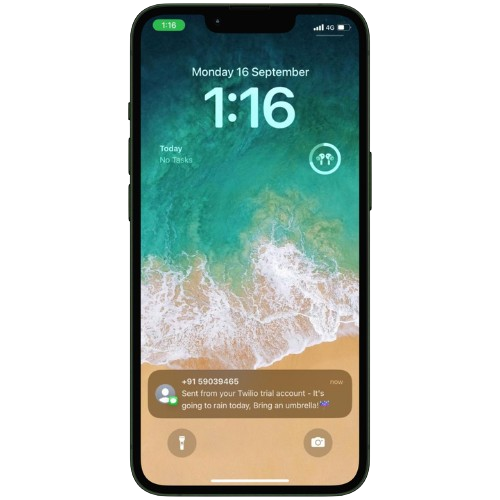 1:16
4G
Monday 16 September
1:16
Today
No Tasks
+91 59039465
now
Sent from your Twilio trial account - It's
going to rain today, Bring an umbrella!